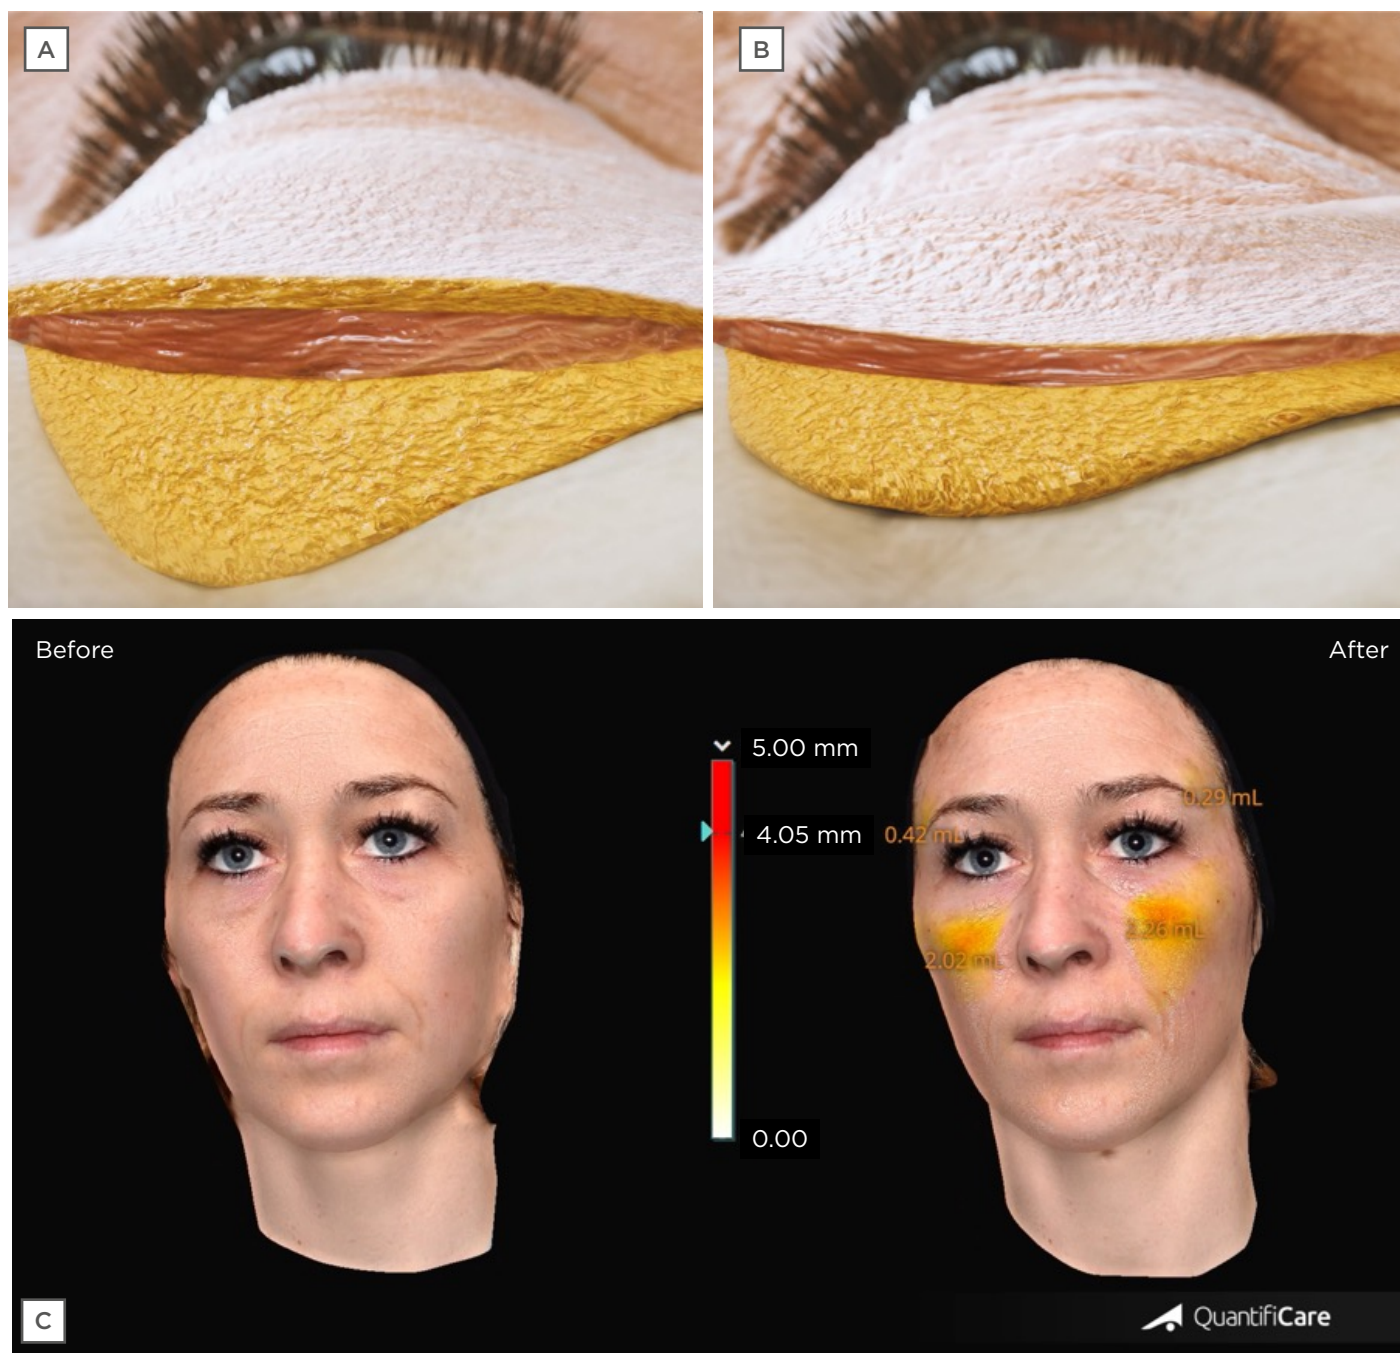 A
B
Before
After
5.00 mm
4.05 mm
0.00
0.29 mL
0.42 mL
2.26 mL
2.02 mL
C
QuantifiCare